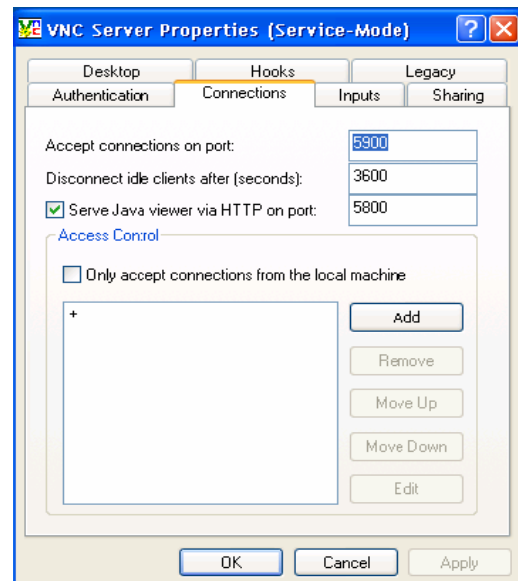 VNC Server Properties (Service-Mode)
Desktop Hooks Legacy
Authentication Connections Inputs Sharing
Accept connections on port: 5900
Disconnect idle clients after (seconds): 3600
Serve Java viewer via HTTP on port: 5800
Access Control
Only accept connections from the local machine
+ Add
Remove
Move Up
Move Down
Edit
OK Cancel Apply